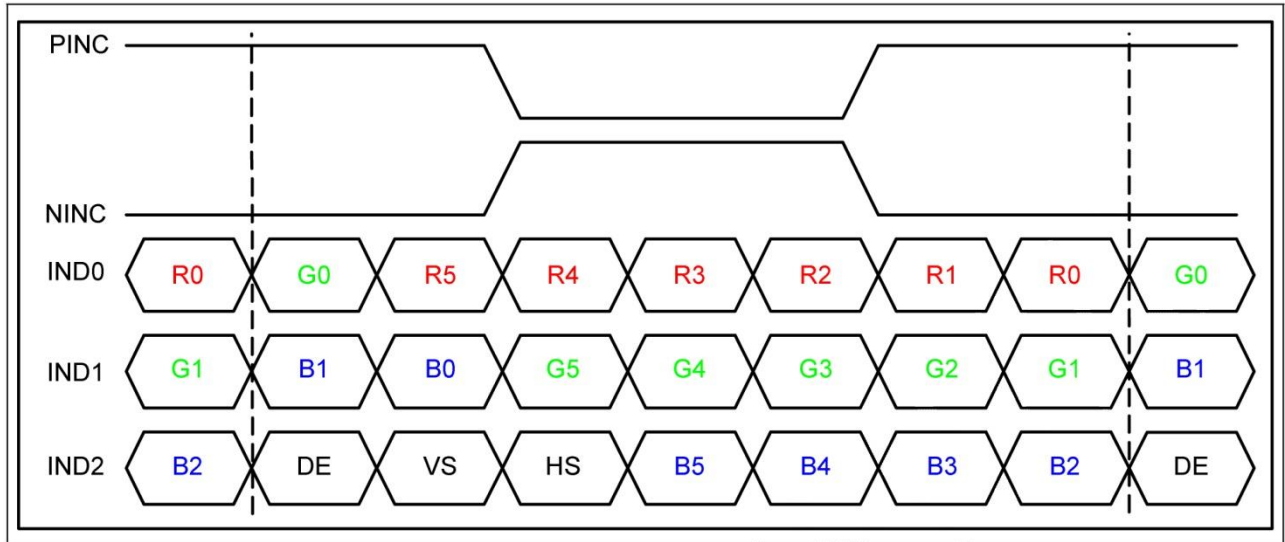 PINC
NINC
IND0 R0 G0 R5 R4 R3 R2 R1 R0 G0
IND1 G1 B1 B0 G5 G4 G3 G2 G1 B1
IND2 B2 DE VS HS B5 B4 B3 B2 DE